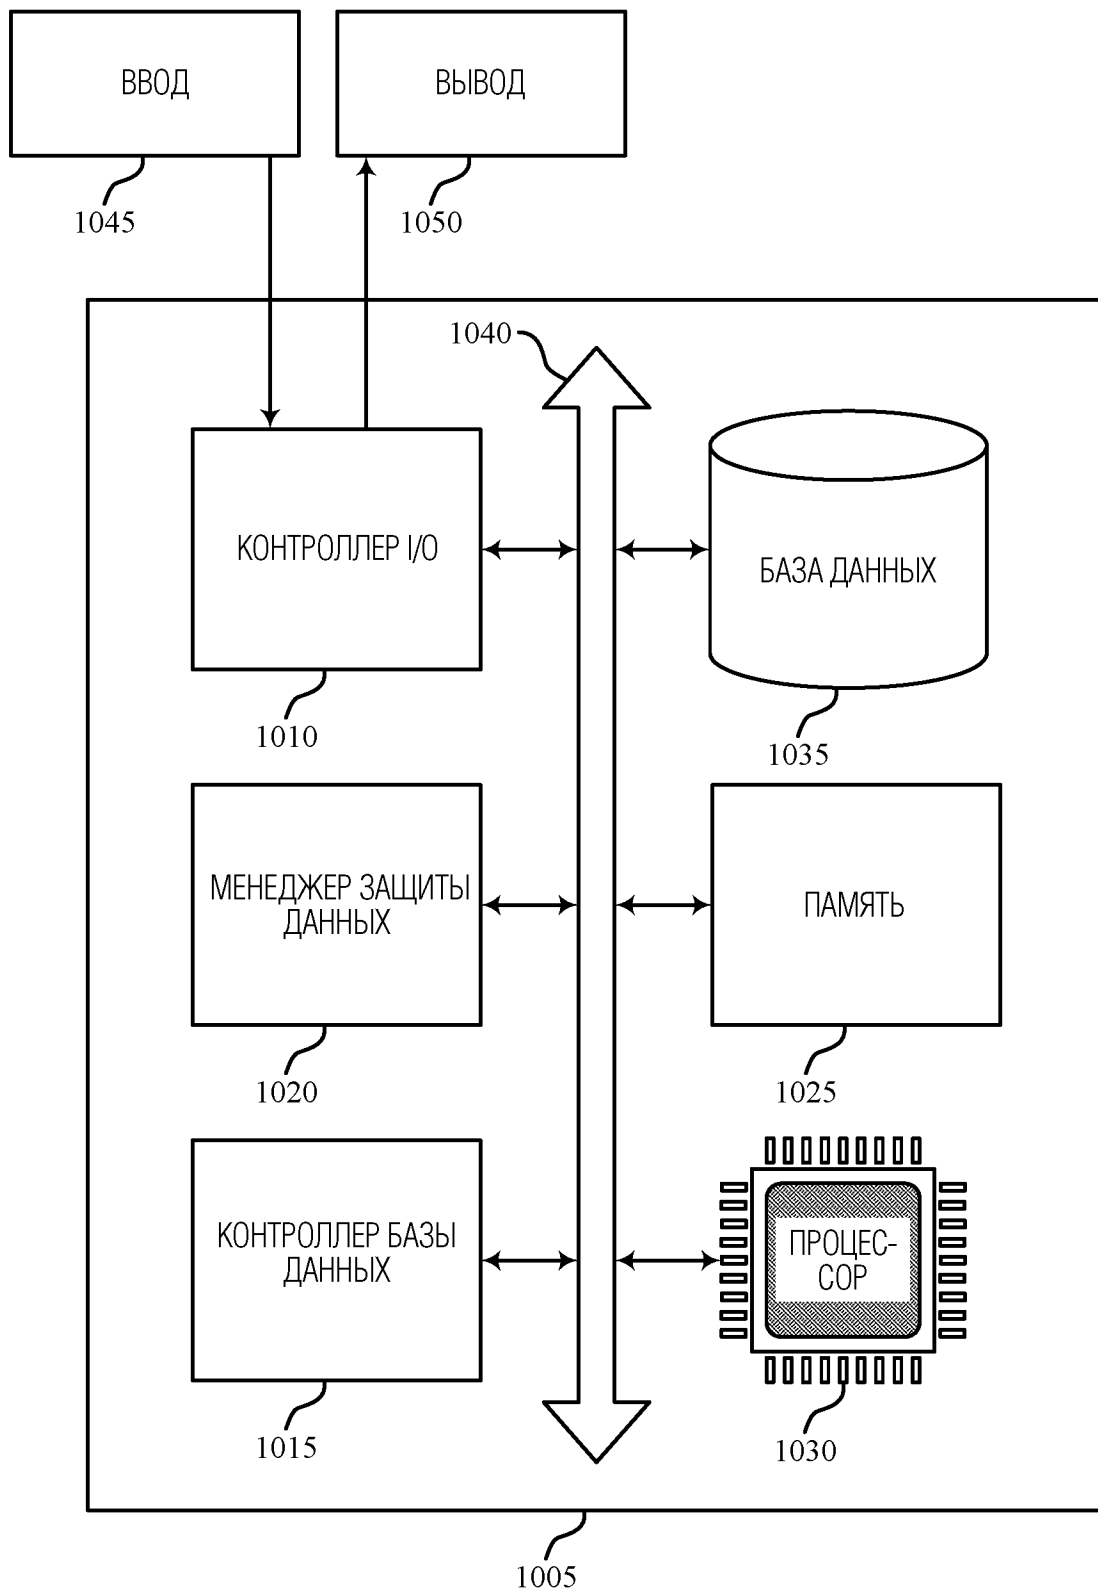 ВВОД
ВЫВОД
1045
1050
1040
КОНТРОЛЛЕР I/O
БАЗА ДАННЫХ
1010
1035
МЕНЕДЖЕР ЗАЩИТЫ
ДАННЫХ
ПАМЯТЬ
1020
1025
КОНТРОЛЛЕР БАЗЫ
ДАННЫХ
ПРОЦЕС-
СОР
1015
1030
1005